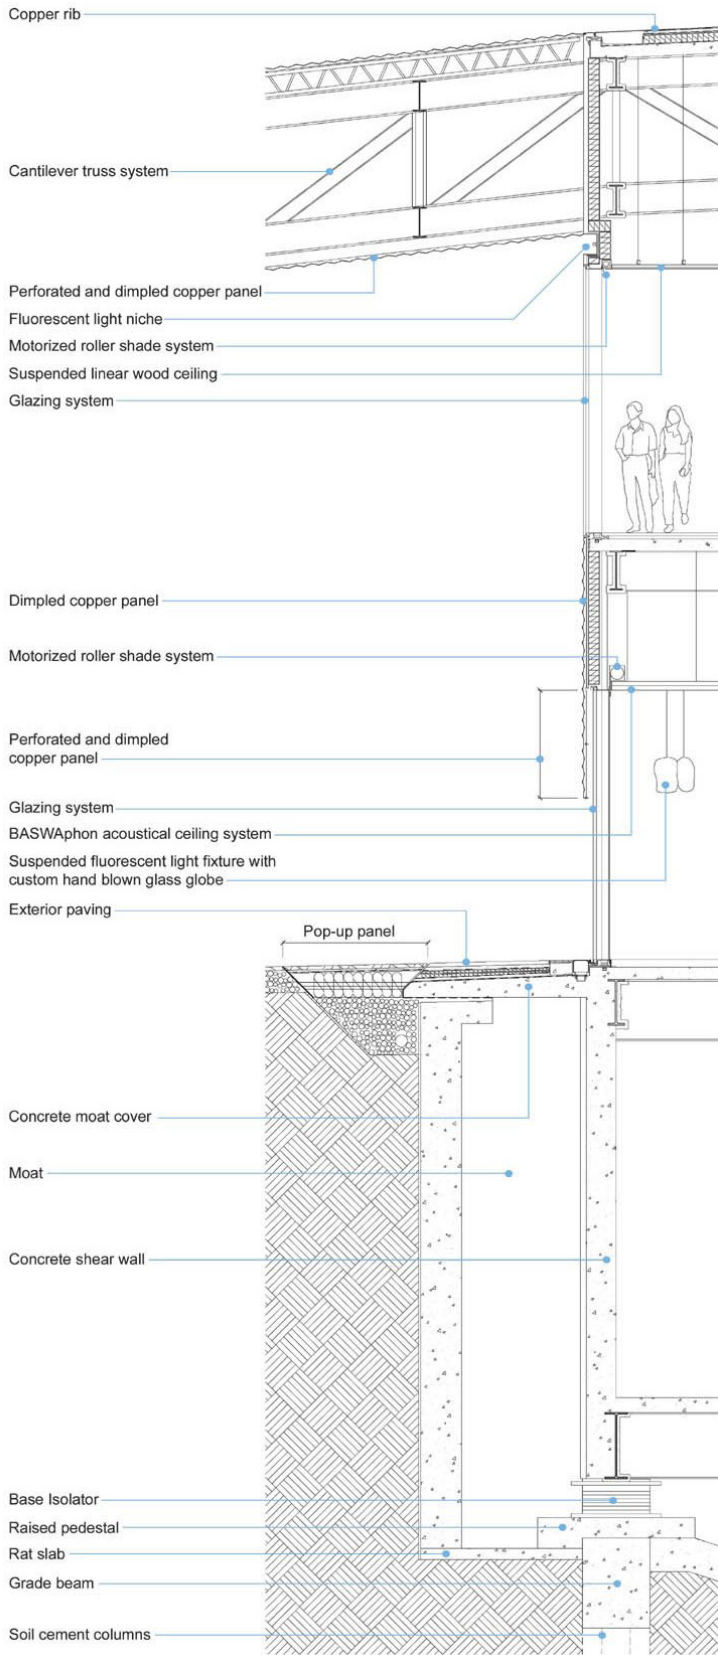 Copper rib
Cantilever truss system
Perforated and dimpled copper panel
Fluorescent light niche
Motorized roller shade system
Suspended linear wood ceiling
Glazing system
Dimpled copper panel
Motorized roller shade system
Perforated and dimpled
copper panel
Glazing system
BASWAphon acoustical ceiling system
Suspended fluorescent light fixture with
custom hand blown glass globe
Exterior paving
Pop-up panel
Concrete moat cover
Moat
Concrete shear wall
Base Isolator
Raised pedestal
Rat slab
Grade beam
Soil cement columns